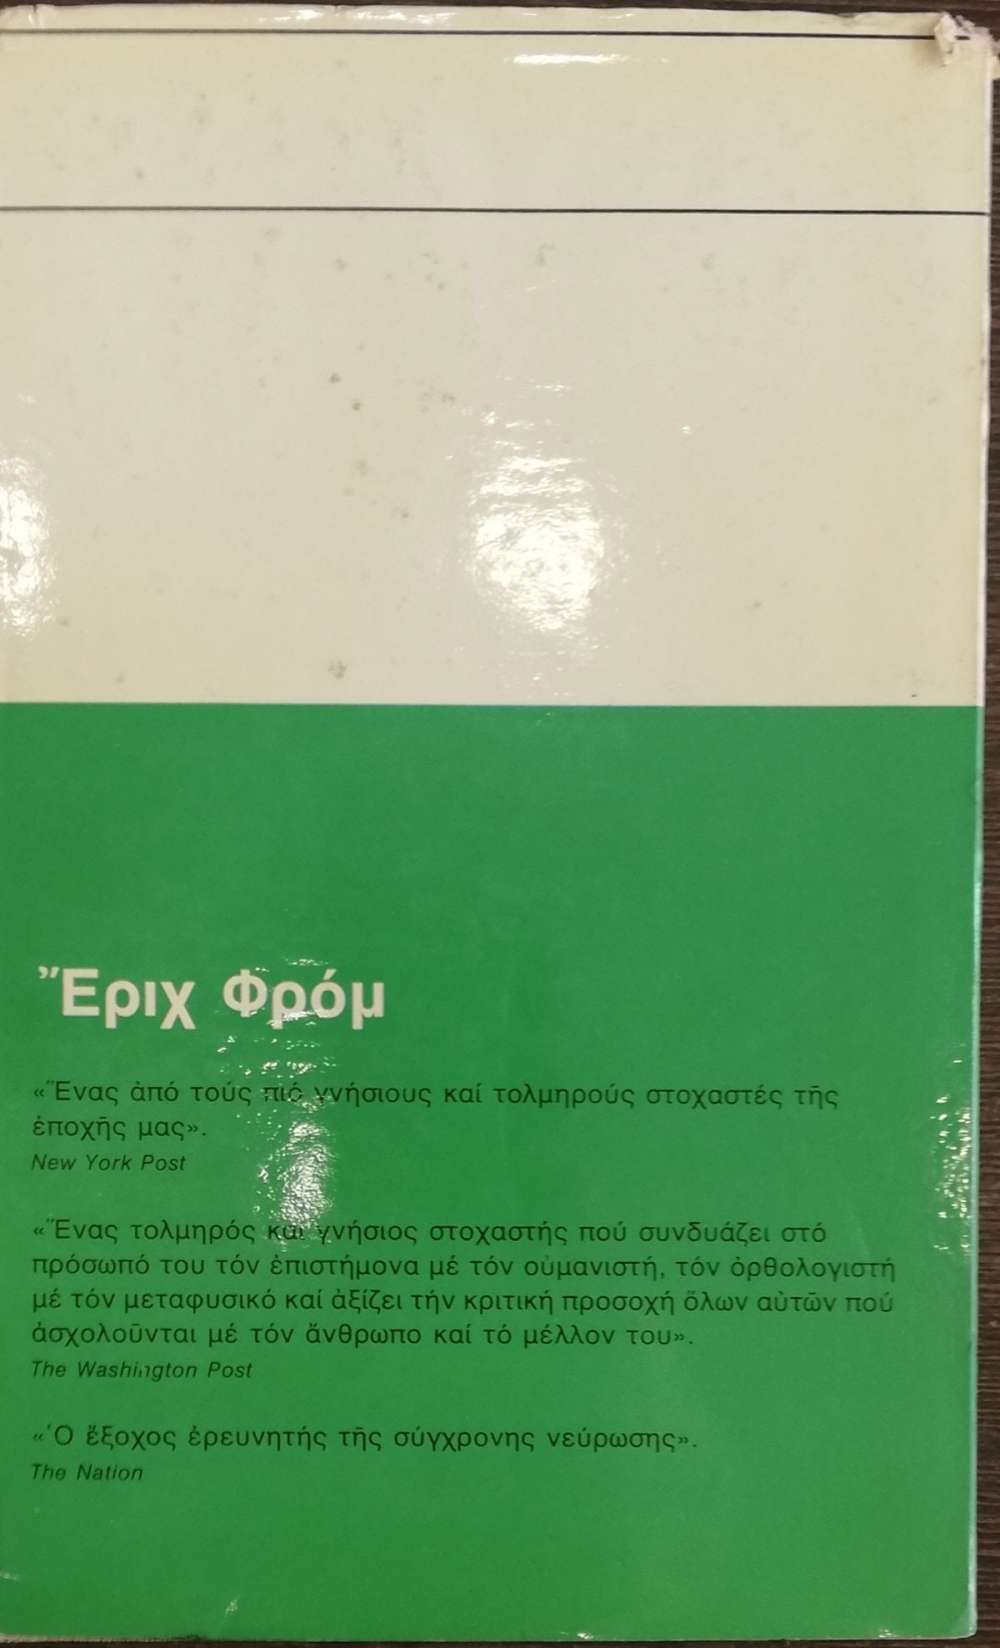 Ἔριχ Φρόμ
«Ἕνας ἀπό τούς πιό γνήσιους καί τολμηρούς στοχαστές τῆς
ἐποχῆς μας».
New York Post
«Ἕνας τολμηρός καί γνήσιος στοχαστής πού συνδυάζει στό
πρόσωπό του τόν ἐπιστήμονα μέ τόν οὑμανιστή, τόν ὀρθολογιστή
μέ τόν μεταφυσικό καί ἀξίζει τήν κριτική προσοχή ὅλων αὐτῶν πού
ἀσχολοῦνται μέ τόν ἄνθρωπο καί τό μέλλον του».
The Washington Post
«Ὁ ἔξοχος ἐρευνητής τῆς σύγχρονης νεύρωσης».
The Nation